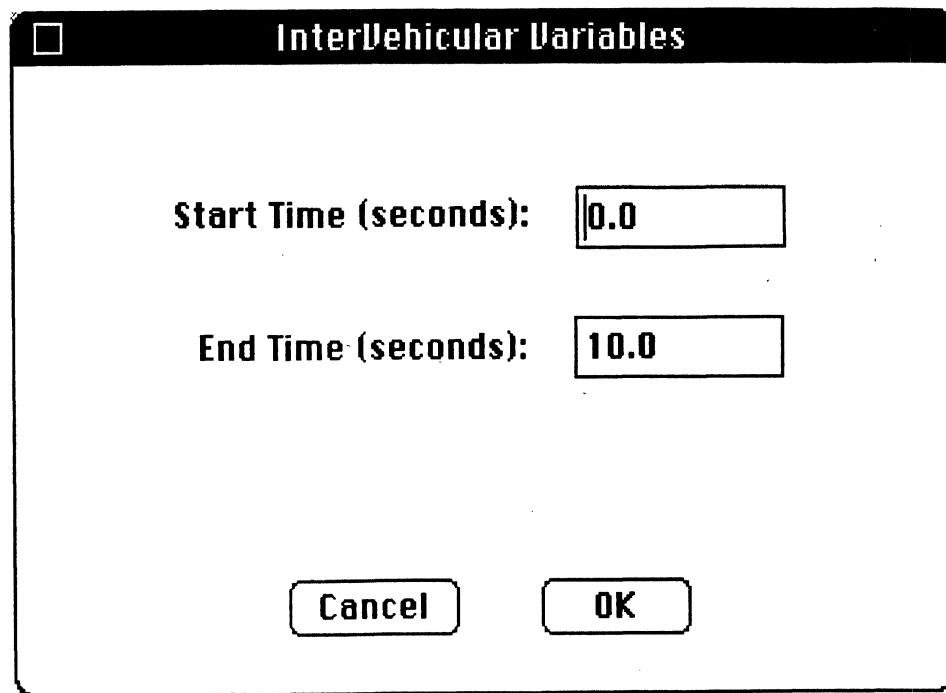 InterVehicular Variables
Start Time (seconds): 0.0
End Time (seconds): 10.0
Cancel OK